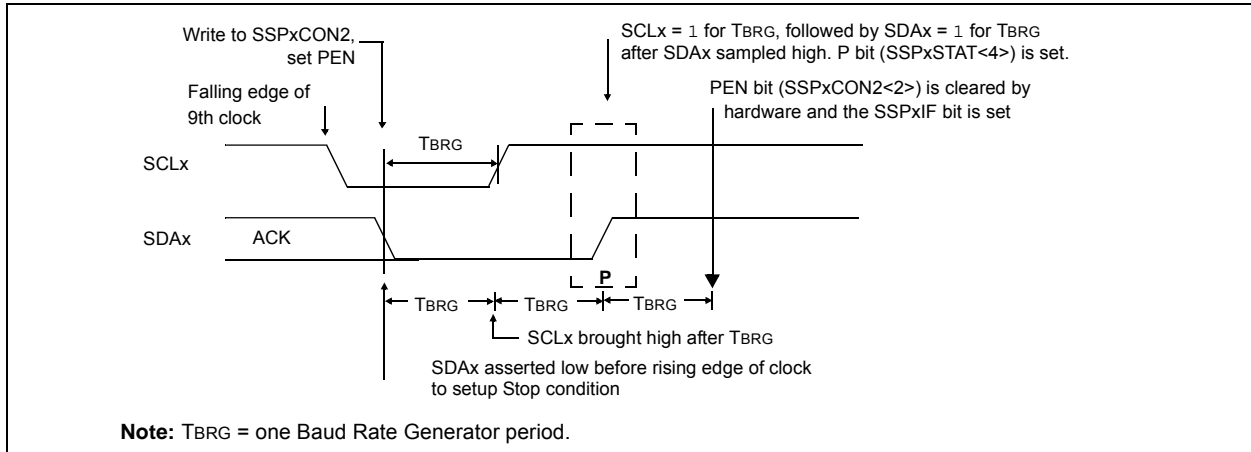 Write to SSPxCON2,
set PEN
SCLx = 1 for TBRG, followed by SDAx = 1 for TBRG
after SDAx sampled high. P bit (SSPxSTAT<4>) is set.
Falling edge of
9th clock
PEN bit (SSPxCON2<2>) is cleared by
hardware and the SSPxIF bit is set
TBRG
SCLx
SDAx
ACK
P
TBRG
TBRG
TBRG
SCLx brought high after TBRG
SDAx asserted low before rising edge of clock
to setup Stop condition
Note: TBRG = one Baud Rate Generator period.